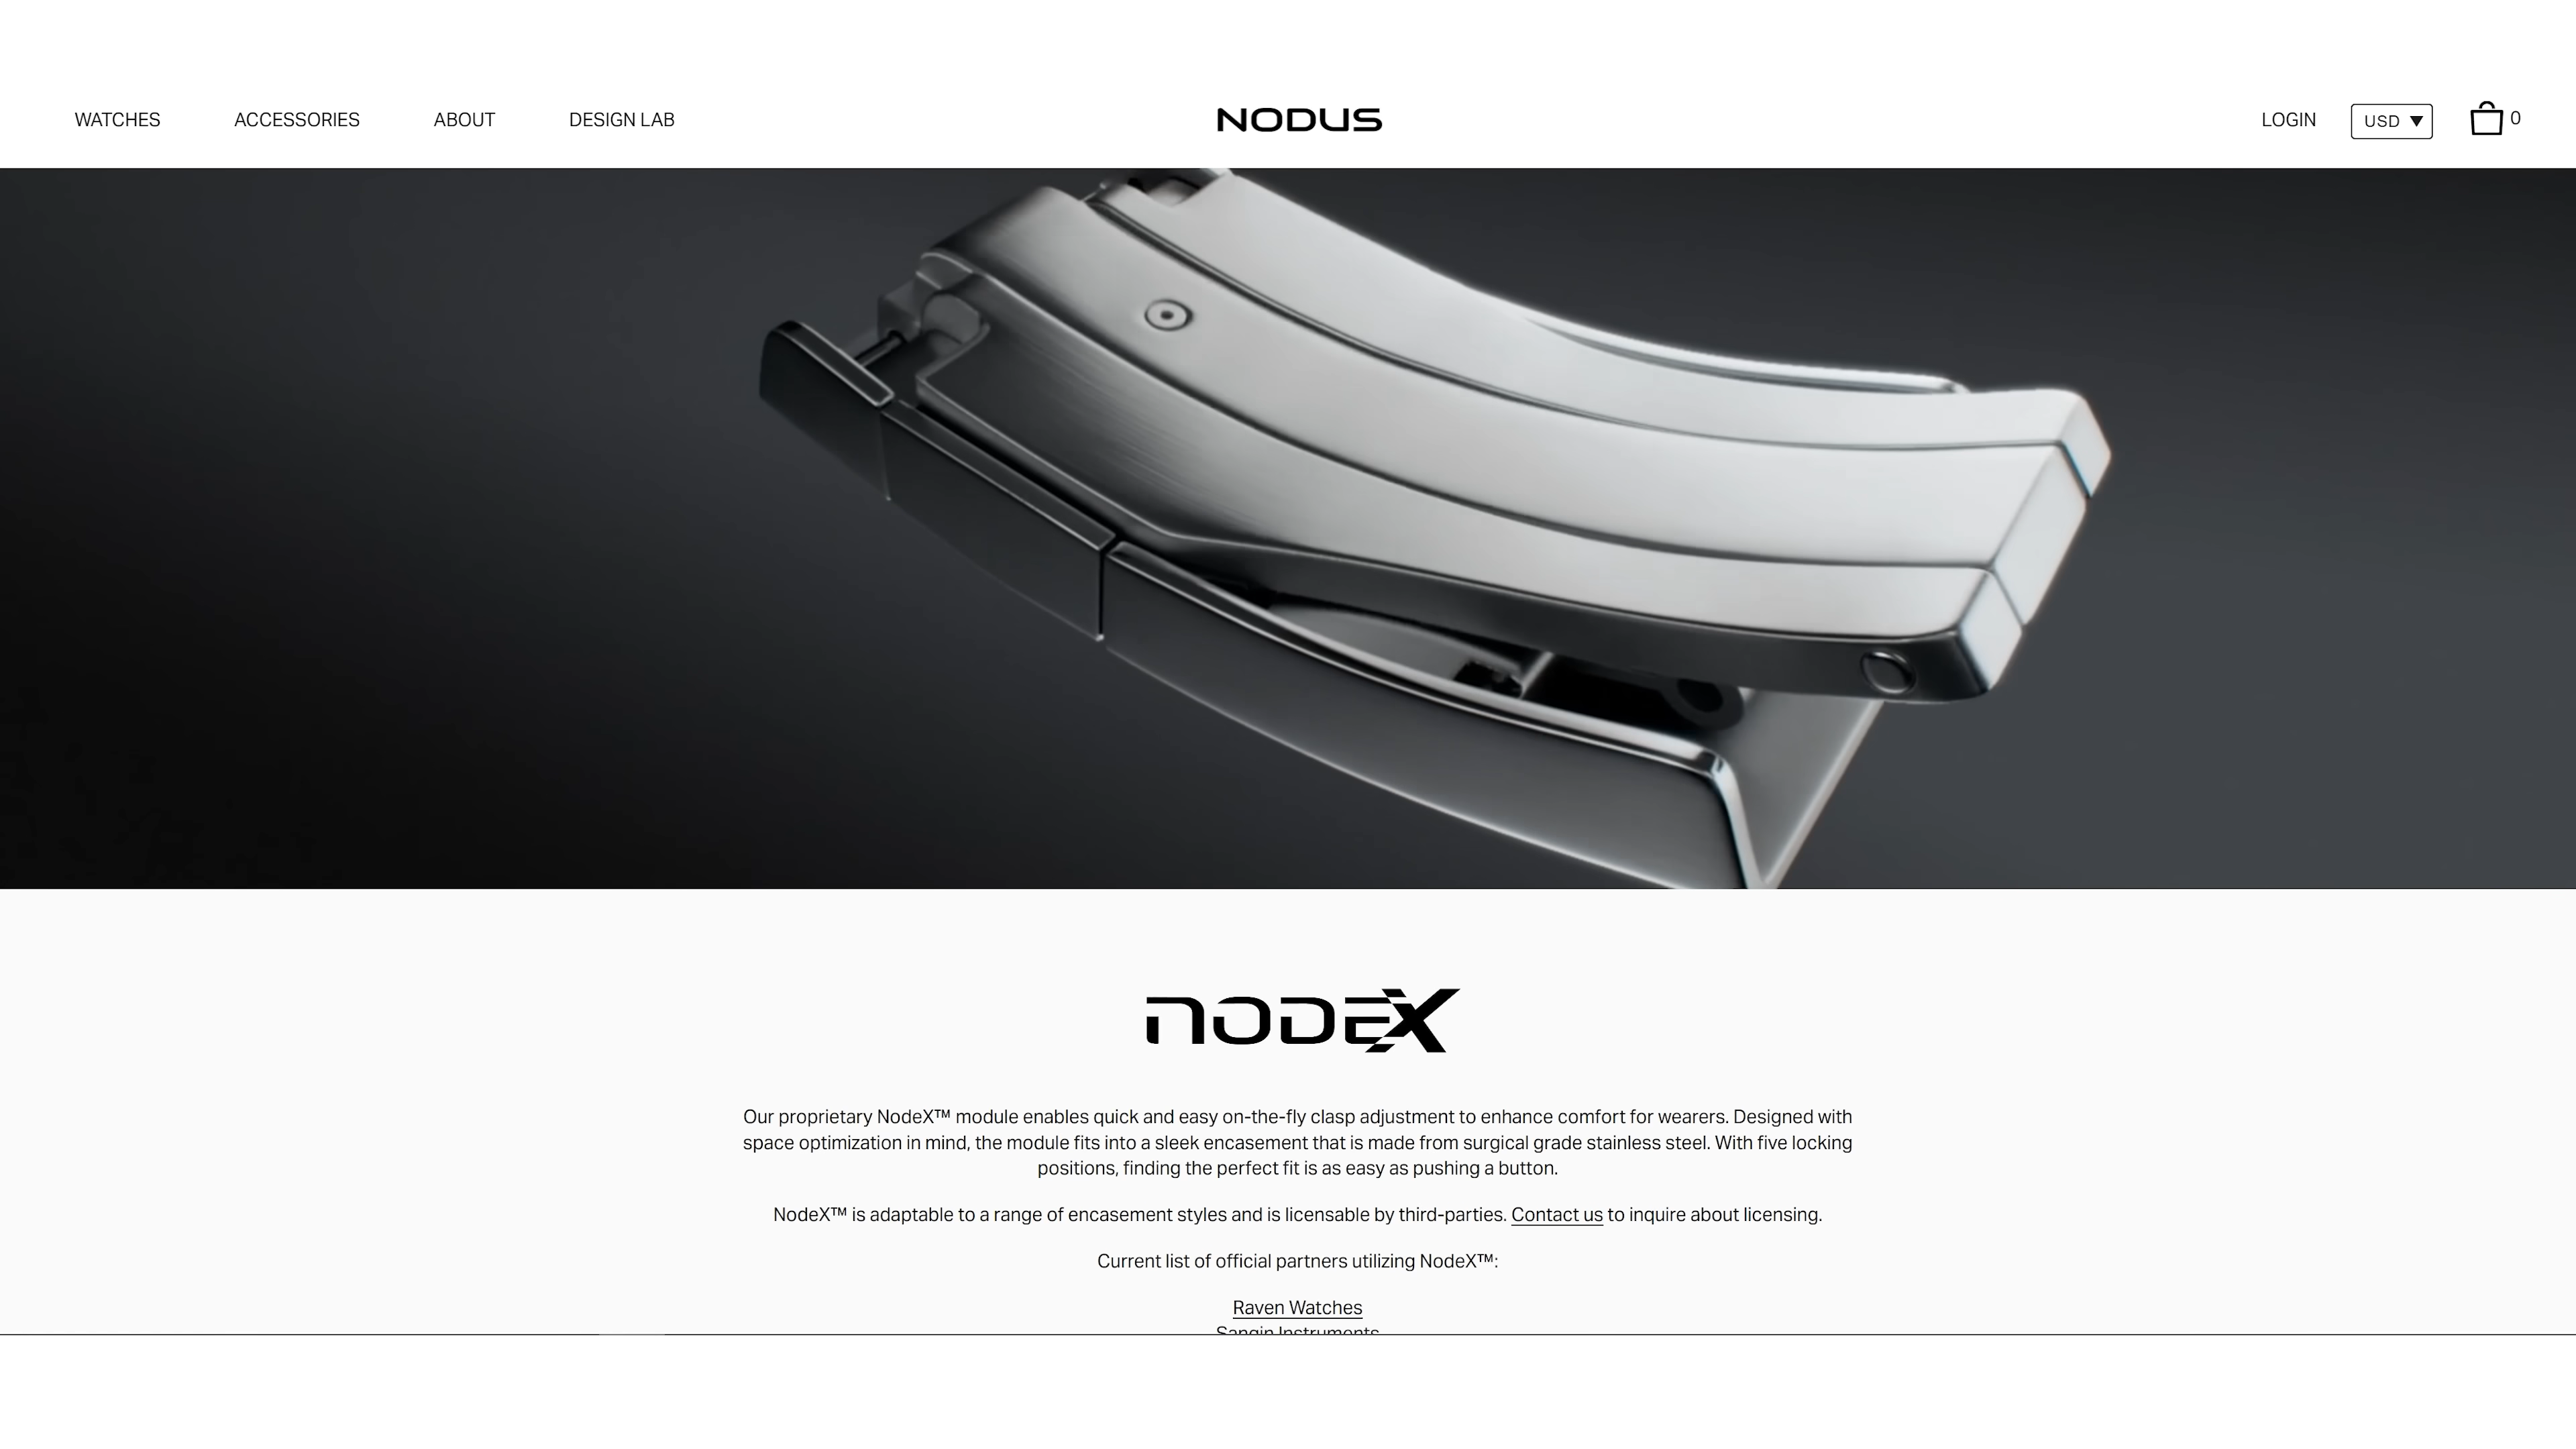 WATCHES ACCESSORIES ABOUT DESIGN LAB NODUS LOGIN USD ▼ 0
NODEX
Our proprietary NodeX™ module enables quick and easy on-the-fly clasp adjustment to enhance comfort for wearers. Designed with
space optimization in mind, the module fits into a sleek encasement that is made from surgical grade stainless steel. With five locking
positions, finding the perfect fit is as easy as pushing a button.
NodeX™ is adaptable to a range of encasement styles and is licensable by third-parties. Contact us to inquire about licensing.
Current list of official partners utilizing NodeX™:
Raven Watches
Sangin Instruments